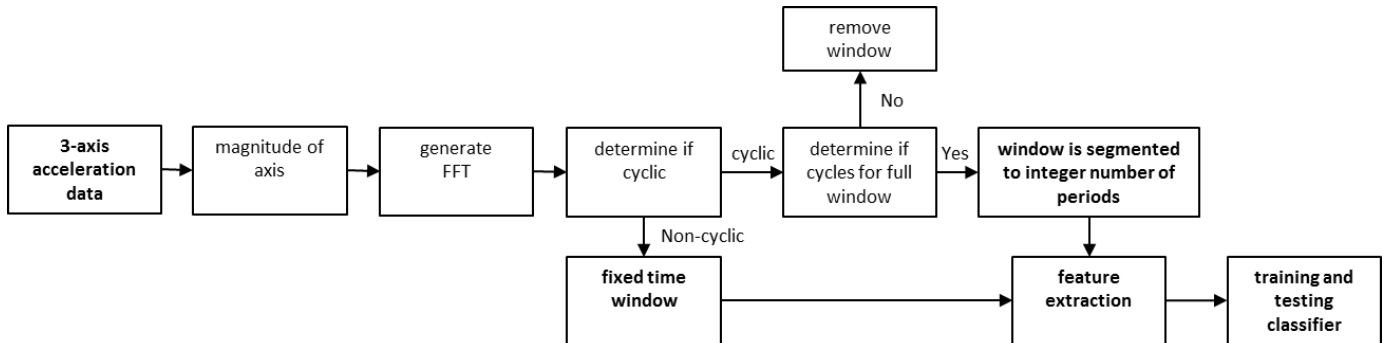 remove
window
No
3-axis
acceleration
data
magnitude of
axis
generate
FFT
determine if
cyclic
cyclic
determine if
cycles for full
window
Yes
window is segmented
to integer number of
periods
Non-cyclic
fixed time
window
feature
extraction
training and
testing
classifier